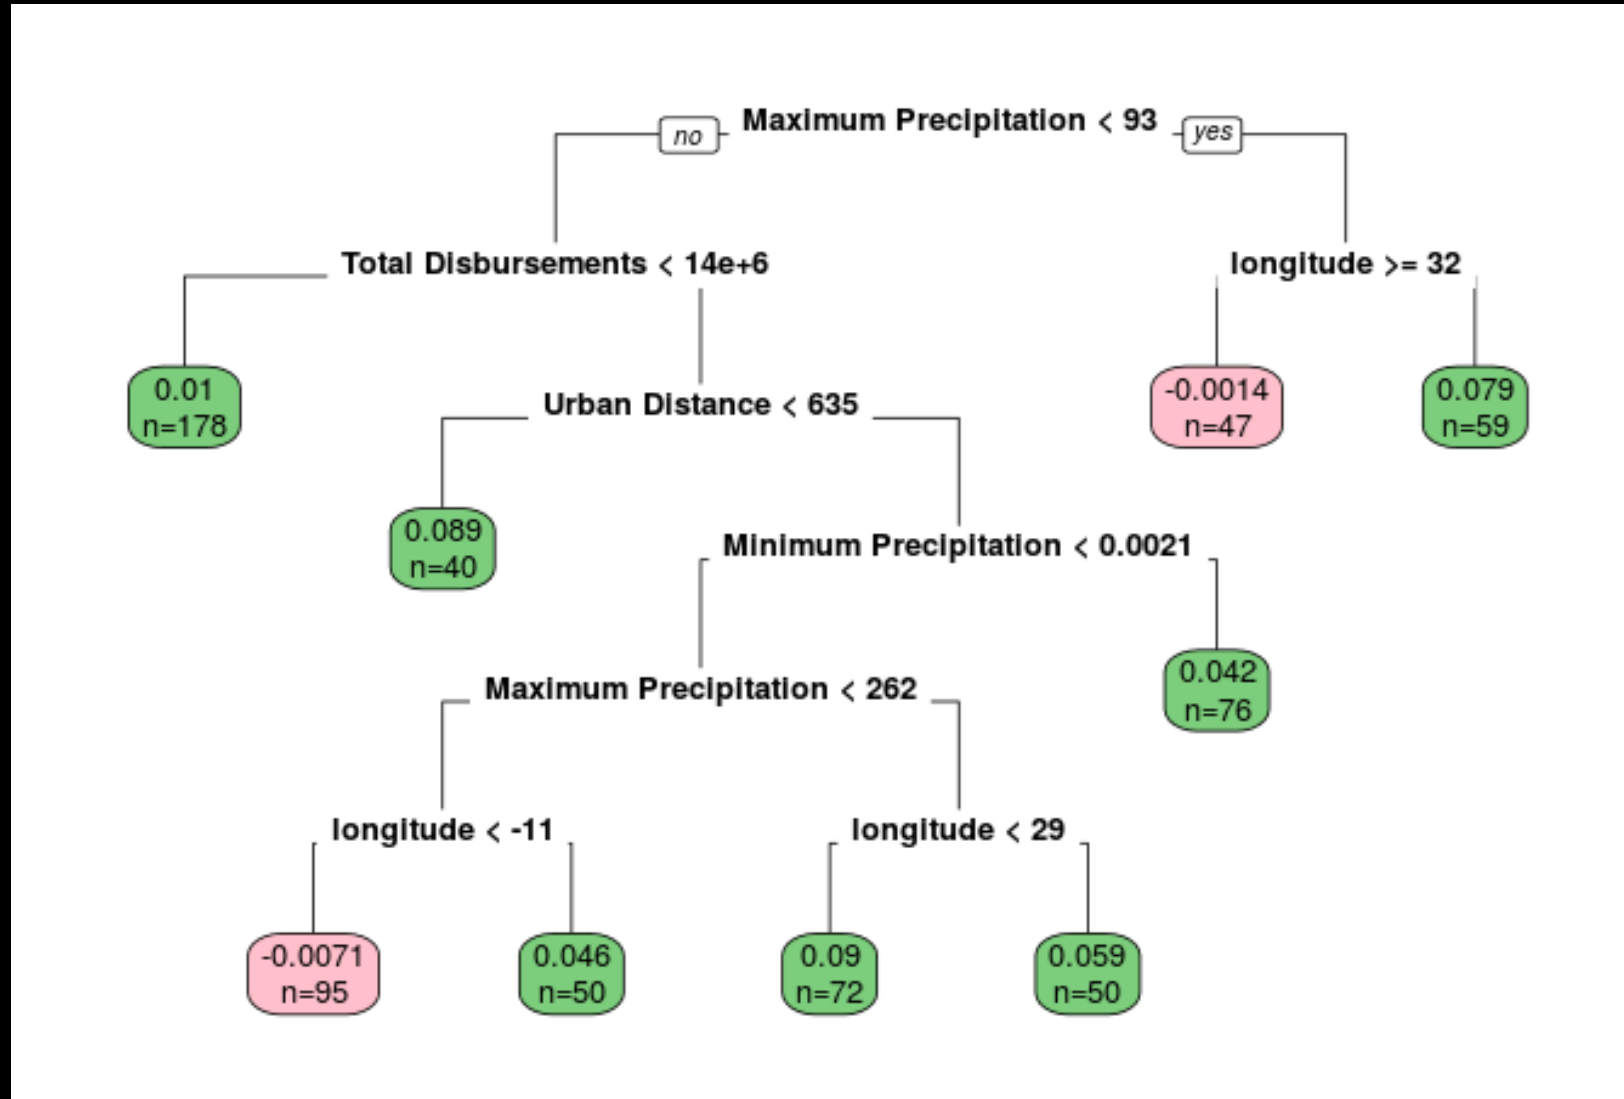 Maximum Precipitation < 93
no
yes
Total Disbursements < 14e+6
longitude >= 32
0.01
n=178
-0.0014
n=47
0.079
n=59
Urban Distance < 635
0.089
n=40
Minimum Precipitation < 0.0021
0.042
n=76
Maximum Precipitation < 262
longitude < -11
longitude < 29
-0.0071
n=95
0.046
n=50
0.09
n=72
0.059
n=50